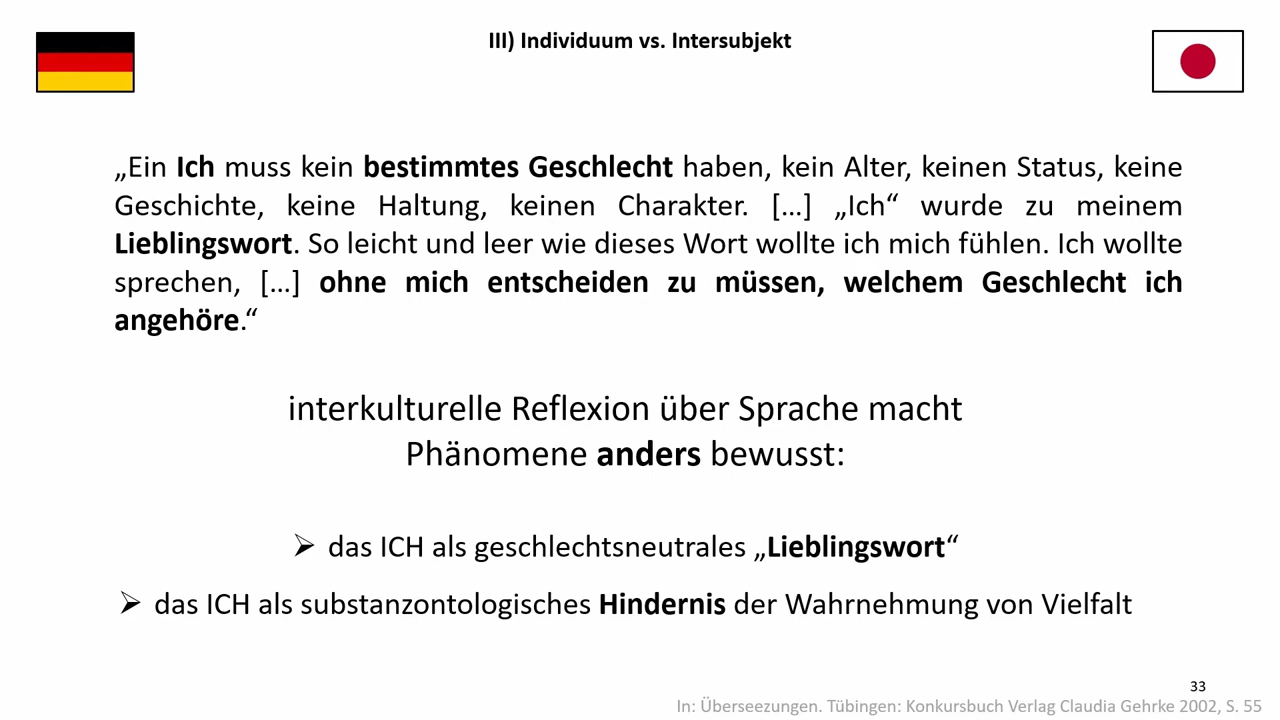 III) Individuum vs. Intersubjekt
„Ein Ich muss kein bestimmtes Geschlecht haben, kein Alter, keinen Status, keine
Geschichte, keine Haltung, keinen Charakter. […] „Ich“ wurde zu meinem
Lieblingswort. So leicht und leer wie dieses Wort wollte ich mich fühlen. Ich wollte
sprechen, […] ohne mich entscheiden zu müssen, welchem Geschlecht ich
angehöre.“
interkulturelle Reflexion über Sprache macht
Phänomene anders bewusst:
➢ das ICH als geschlechtsneutrales „Lieblingswort“
➢ das ICH als substanzontologisches Hindernis der Wahrnehmung von Vielfalt
33
In: Überseezungen. Tübingen: Konkursbuch Verlag Claudia Gehrke 2002, S. 55